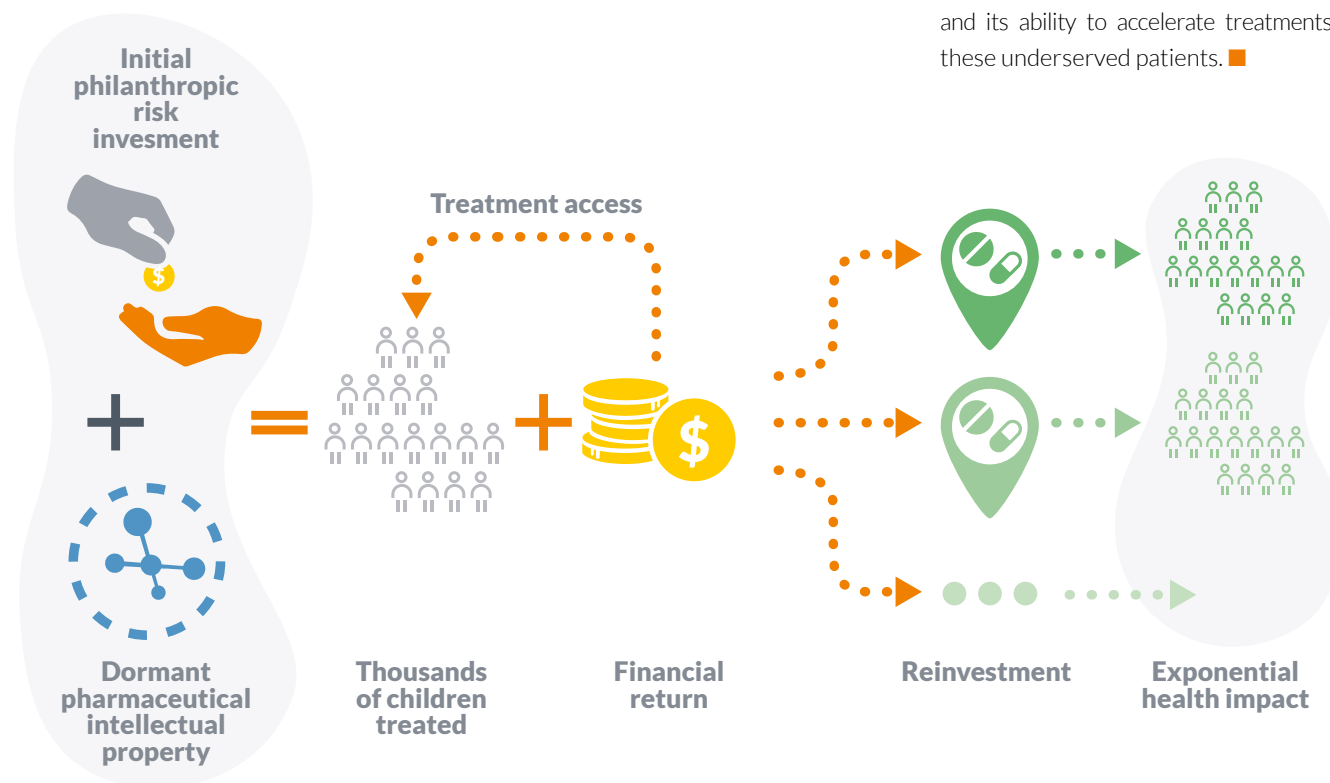 and its ability to accelerate treatments
these underserved patients.
Initial
philanthropic
risk
invesment
$
Treatment access
$
Dormant
pharmaceutical
intellectual
property
Thousands
of children
treated
Financial
return
Reinvestment
Exponential
health impact